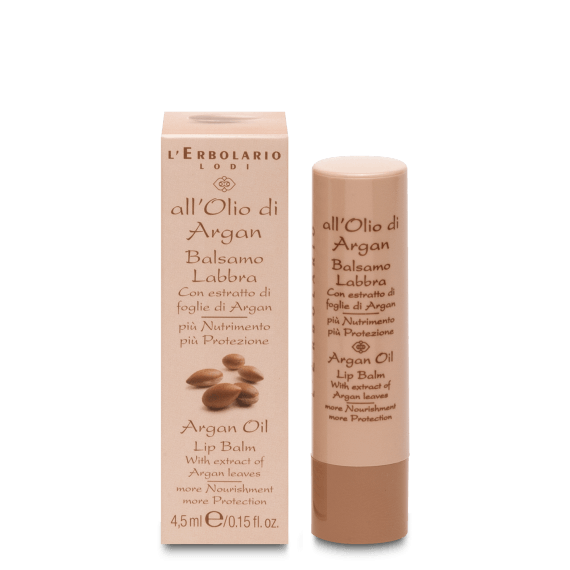 L'ERBOLARIO
LODI
all'Olio di
Argan
Balsamo
Labbra
Con estratto di
foglie di Argan
più Nutrimento
più Protezione
Argan Oil
Lip Balm
With extract of
Argan leaves
more Nourishment
more Protection
4,5 ml e/0.15 fl. oz.
all'Olio di
Argan
Balsamo
Labbra
Con estratto di
foglie di Argan
più Nutrimento
più Protezione
Argan Oil
Lip Balm
With extract of
Argan leaves
more Nourishment
more Protection